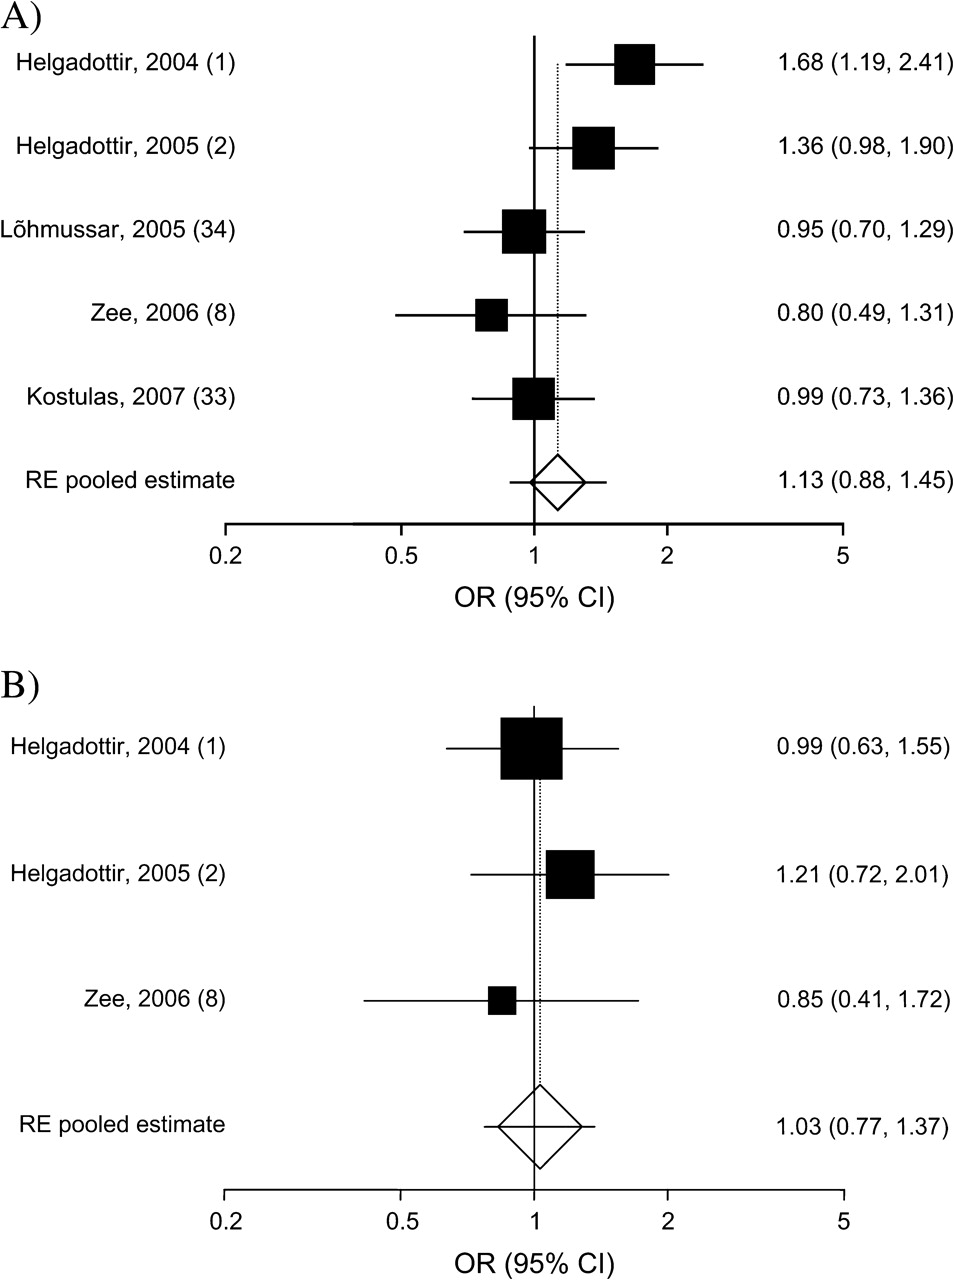 A)
Helgadottir, 2004 (1) 1.68 (1.19, 2.41)
Helgadottir, 2005 (2) 1.36 (0.98, 1.90)
Lõhmussar, 2005 (34) 0.95 (0.70, 1.29)
Zee, 2006 (8) 0.80 (0.49, 1.31)
Kostulas, 2007 (33) 0.99 (0.73, 1.36)
RE pooled estimate 1.13 (0.88, 1.45)
0.2 0.5 1 2 5
OR (95% CI)
B)
Helgadottir, 2004 (1) 0.99 (0.63, 1.55)
Helgadottir, 2005 (2) 1.21 (0.72, 2.01)
Zee, 2006 (8) 0.85 (0.41, 1.72)
RE pooled estimate 1.03 (0.77, 1.37)
0.2 0.5 1 2 5
OR (95% CI)